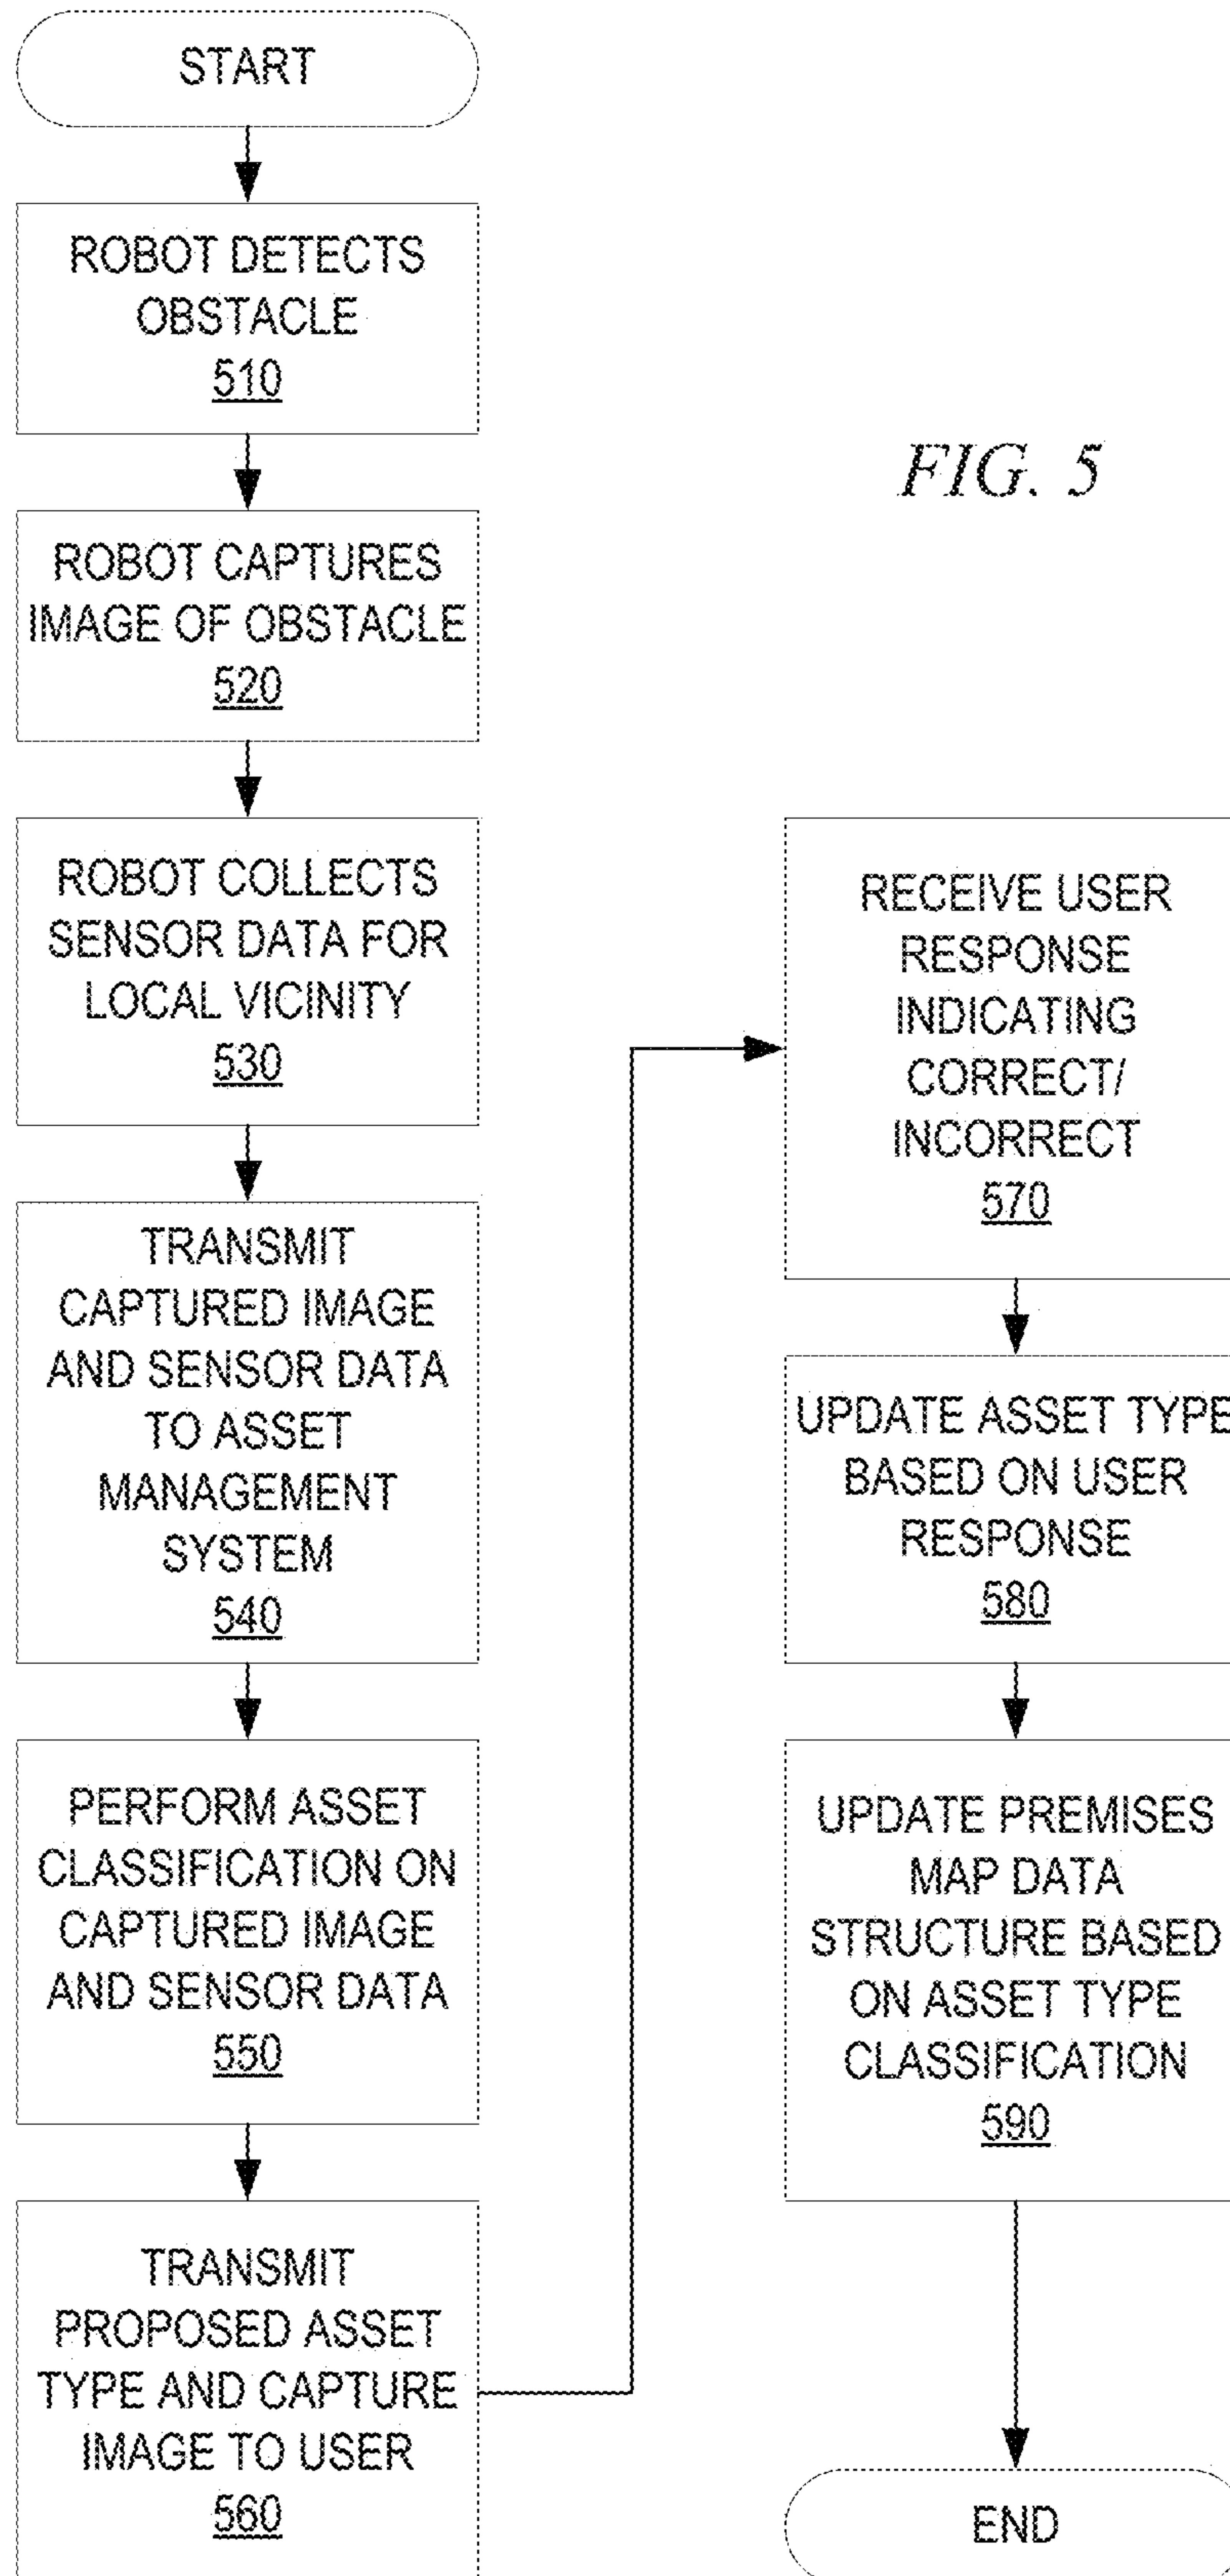 START
ROBOT DETECTS
OBSTACLE
510
ROBOT CAPTURES
IMAGE OF OBSTACLE
520
ROBOT COLLECTS
SENSOR DATA FOR
LOCAL VICINITY
530
TRANSMIT
CAPTURED IMAGE
AND SENSOR DATA
TO ASSET
MANAGEMENT
SYSTEM
540
PERFORM ASSET
CLASSIFICATION ON
CAPTURED IMAGE
AND SENSOR DATA
550
TRANSMIT
PROPOSED ASSET
TYPE AND CAPTURE
IMAGE TO USER
560
FIG. 5
RECEIVE USER
RESPONSE
INDICATING
CORRECT/
INCORRECT
570
UPDATE ASSET TYPE
BASED ON USER
RESPONSE
580
UPDATE PREMISES
MAP DATA
STRUCTURE BASED
ON ASSET TYPE
CLASSIFICATION
590
END